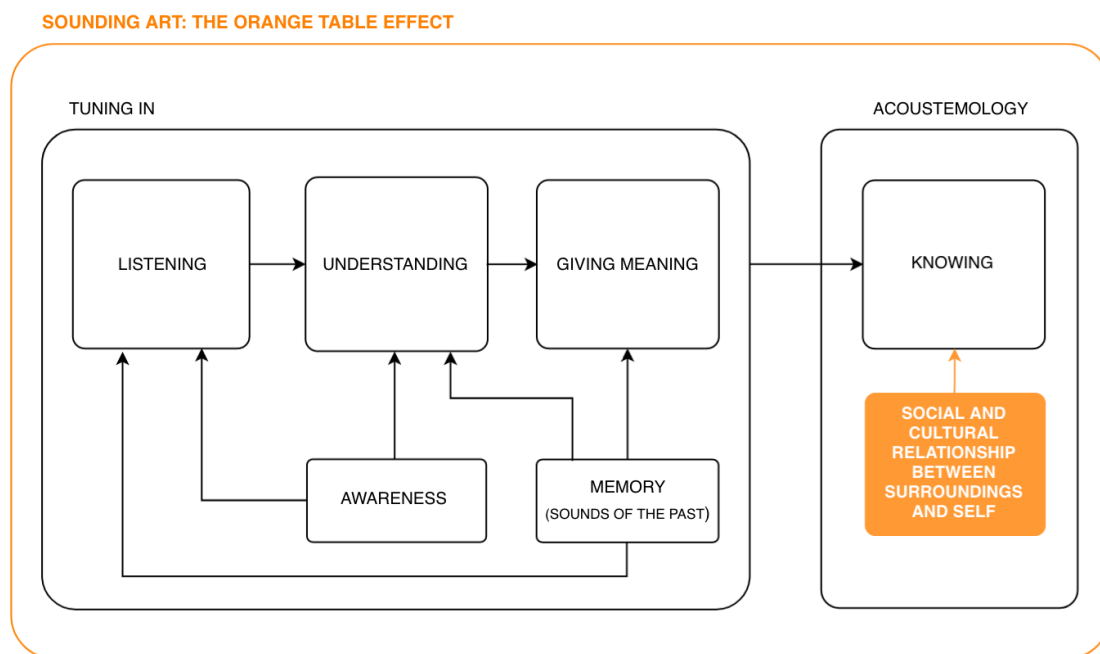 SOUNDING ART: THE ORANGE TABLE EFFECT
TUNING IN
ACOUSTEMOLOGY
LISTENING
UNDERSTANDING
GIVING MEANING
KNOWING
AWARENESS
MEMORY
(SOUNDS OF THE PAST)
SOCIAL AND
CULTURAL
RELATIONSHIP
BETWEEN
SURROUNDINGS
AND SELF